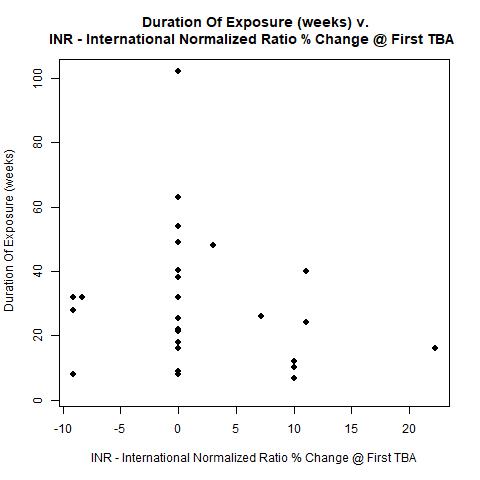 Duration Of Exposure (weeks) v.
INR - International Normalized Ratio % Change @ First TBA
Duration Of Exposure (weeks)
100
80
60
40
20
0
-10 -5 0 5 10 15 20
INR - International Normalized Ratio % Change @ First TBA